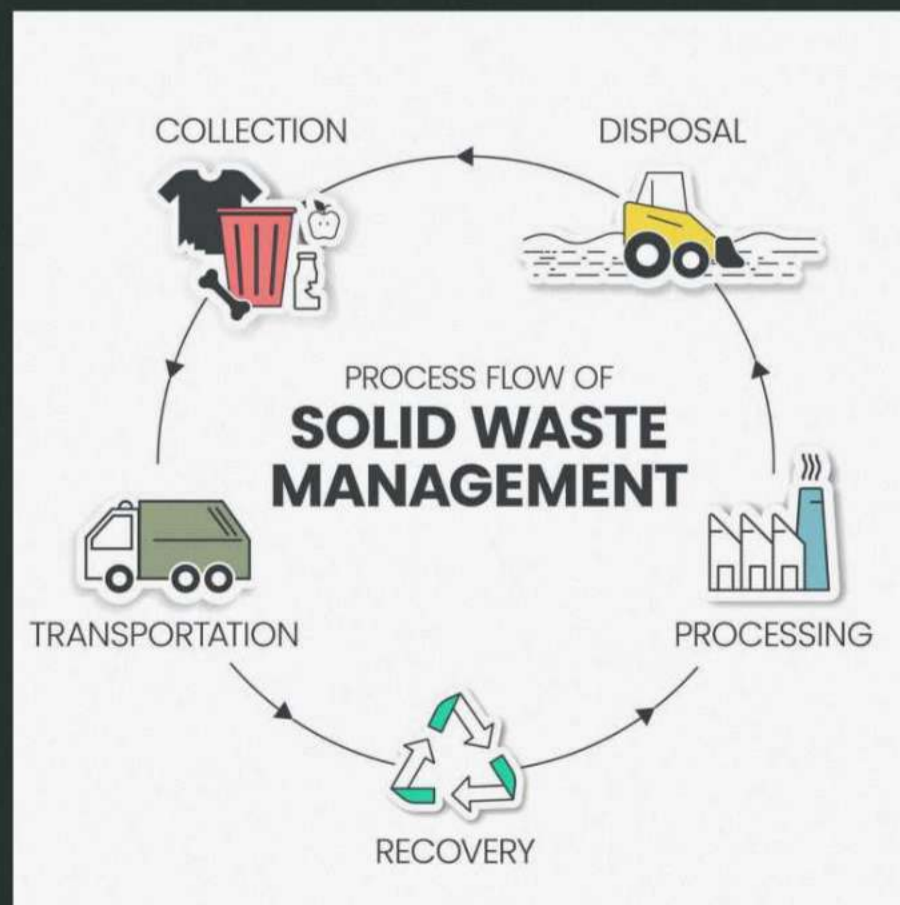 COLLECTION
DISPOSAL
PROCESS FLOW OF
SOLID WASTE
MANAGEMENT
TRANSPORTATION
PROCESSING
RECOVERY